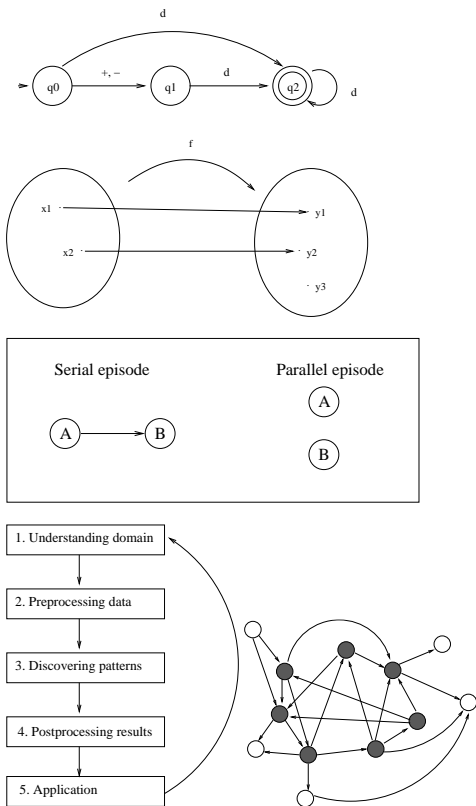 d
q0
+, −
q1
d
q2
d
f
x1
y1
x2
y2
y3
Serial episode
Parallel episode
A
B
A
B
1. Understanding domain
2. Preprocessing data
3. Discovering patterns
4. Postprocessing results
5. Application